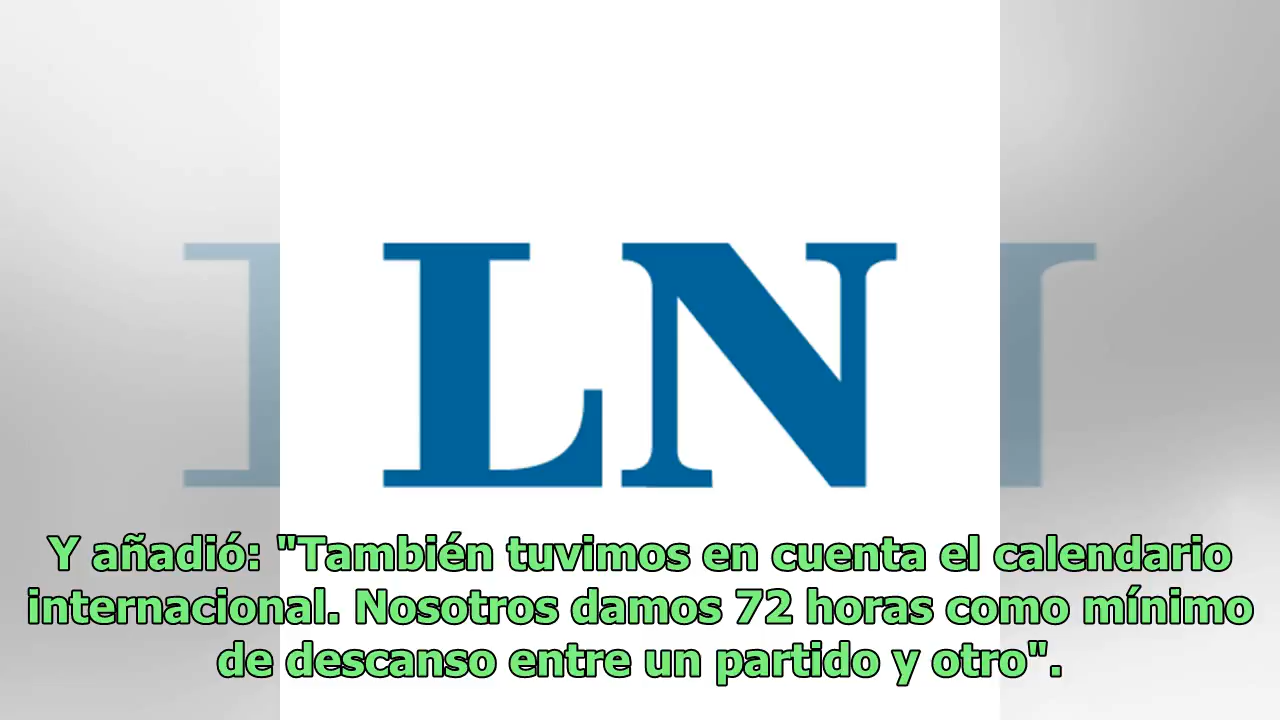 LN
Y añadió: "También tuvimos en cuenta el calendario
internacional. Nosotros damos 72 horas como mínimo
de descanso entre un partido y otro".